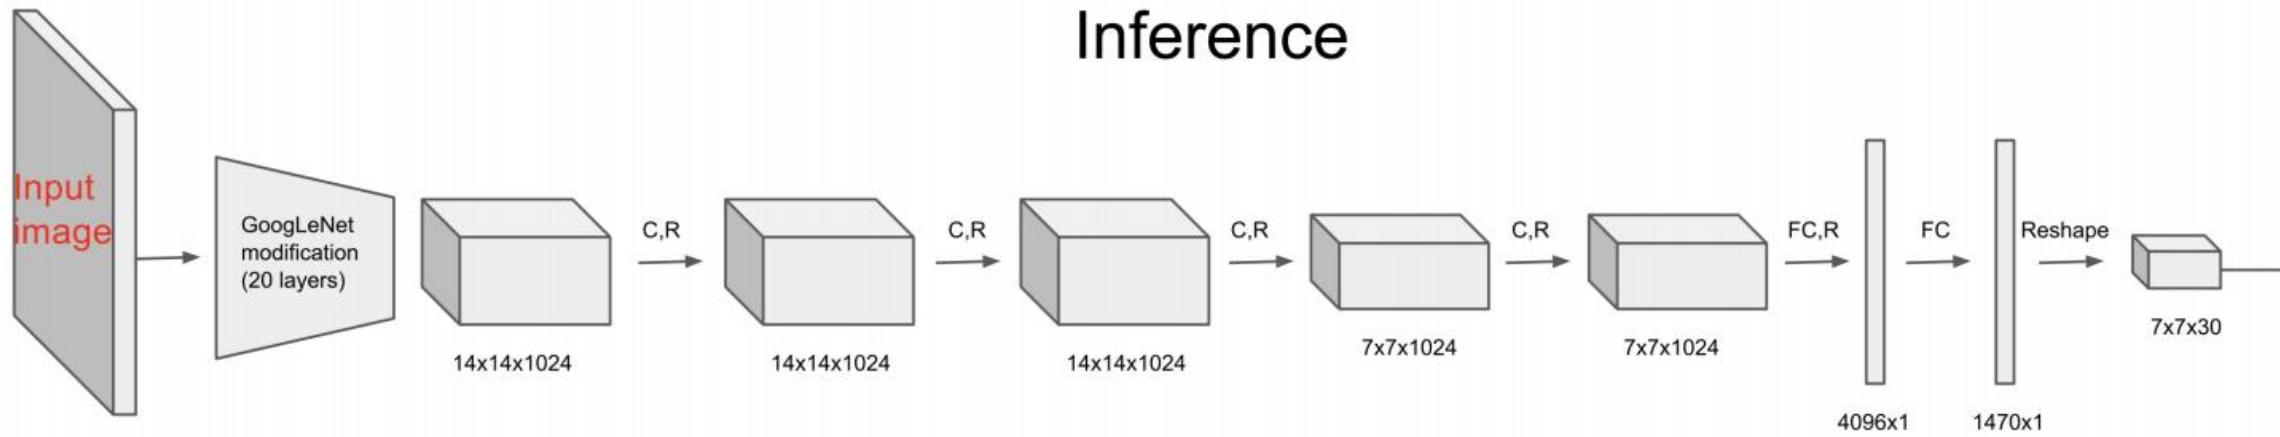 Inference
Input
image
GoogLeNet
modification
(20 layers)
14x14x1024
C,R
14x14x1024
C,R
14x14x1024
C,R
7x7x1024
C,R
7x7x1024
FC,R
4096x1
FC
1470x1
Reshape
7x7x30